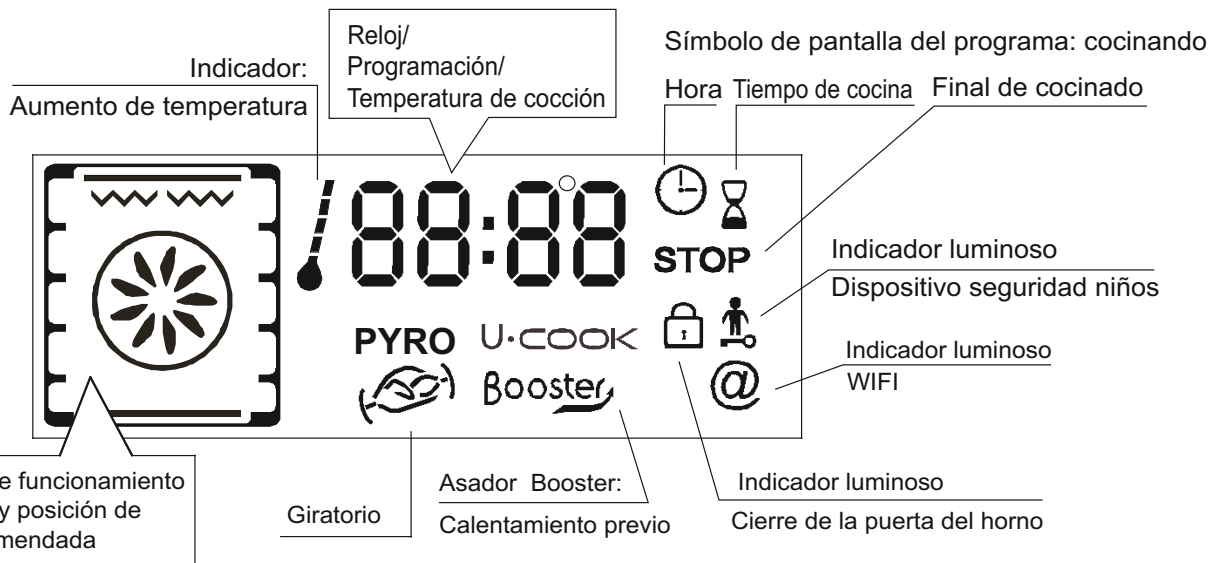 Reloj/
Programación/
Temperatura de cocción
Símbolo de pantalla del programa: cocinando
Indicador:
Aumento de temperatura
Hora
Tiempo de cocina
Final de cocinado
88:88
STOP
Indicador luminoso
Dispositivo seguridad niños
PYRO
U·COOK
Booster
@
Indicador luminoso
WIFI
e funcionamiento
y posición de
mendada
Giratorio
Asador Booster:
Calentamiento previo
Indicador luminoso
Cierre de la puerta del horno